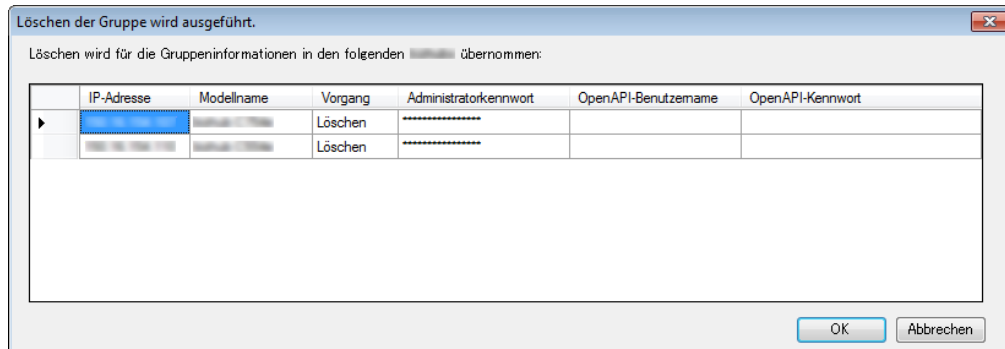 Löschen der Gruppe wird ausgeführt.
Löschen wird für die Gruppeninformationen in den folgenden übernommen:
IP-Adresse Modellname Vorgang Administratorkennwort OpenAPI-Benutzername OpenAPI-Kennwort
Löschen ****************
Löschen ****************
OK Abbrechen